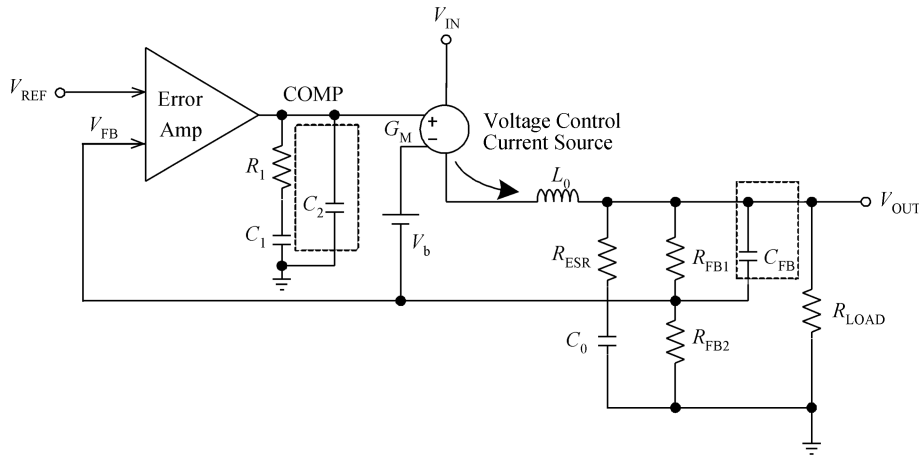 V_IN
V_REF
Error
Amp
COMP
V_FB
G_M
+
−
Voltage Control
Current Source
R_1
C_2
C_1
V_b
L_0
V_OUT
R_ESR
R_FB1
C_FB
R_LOAD
C_0
R_FB2